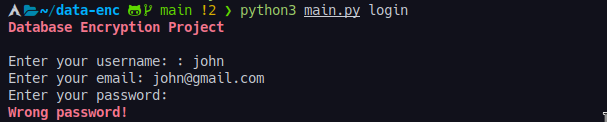 ~/data-enc main !2 ❯ python3 main.py login
Database Encryption Project
Enter your username: : john
Enter your email: john@gmail.com
Enter your password:
Wrong password!